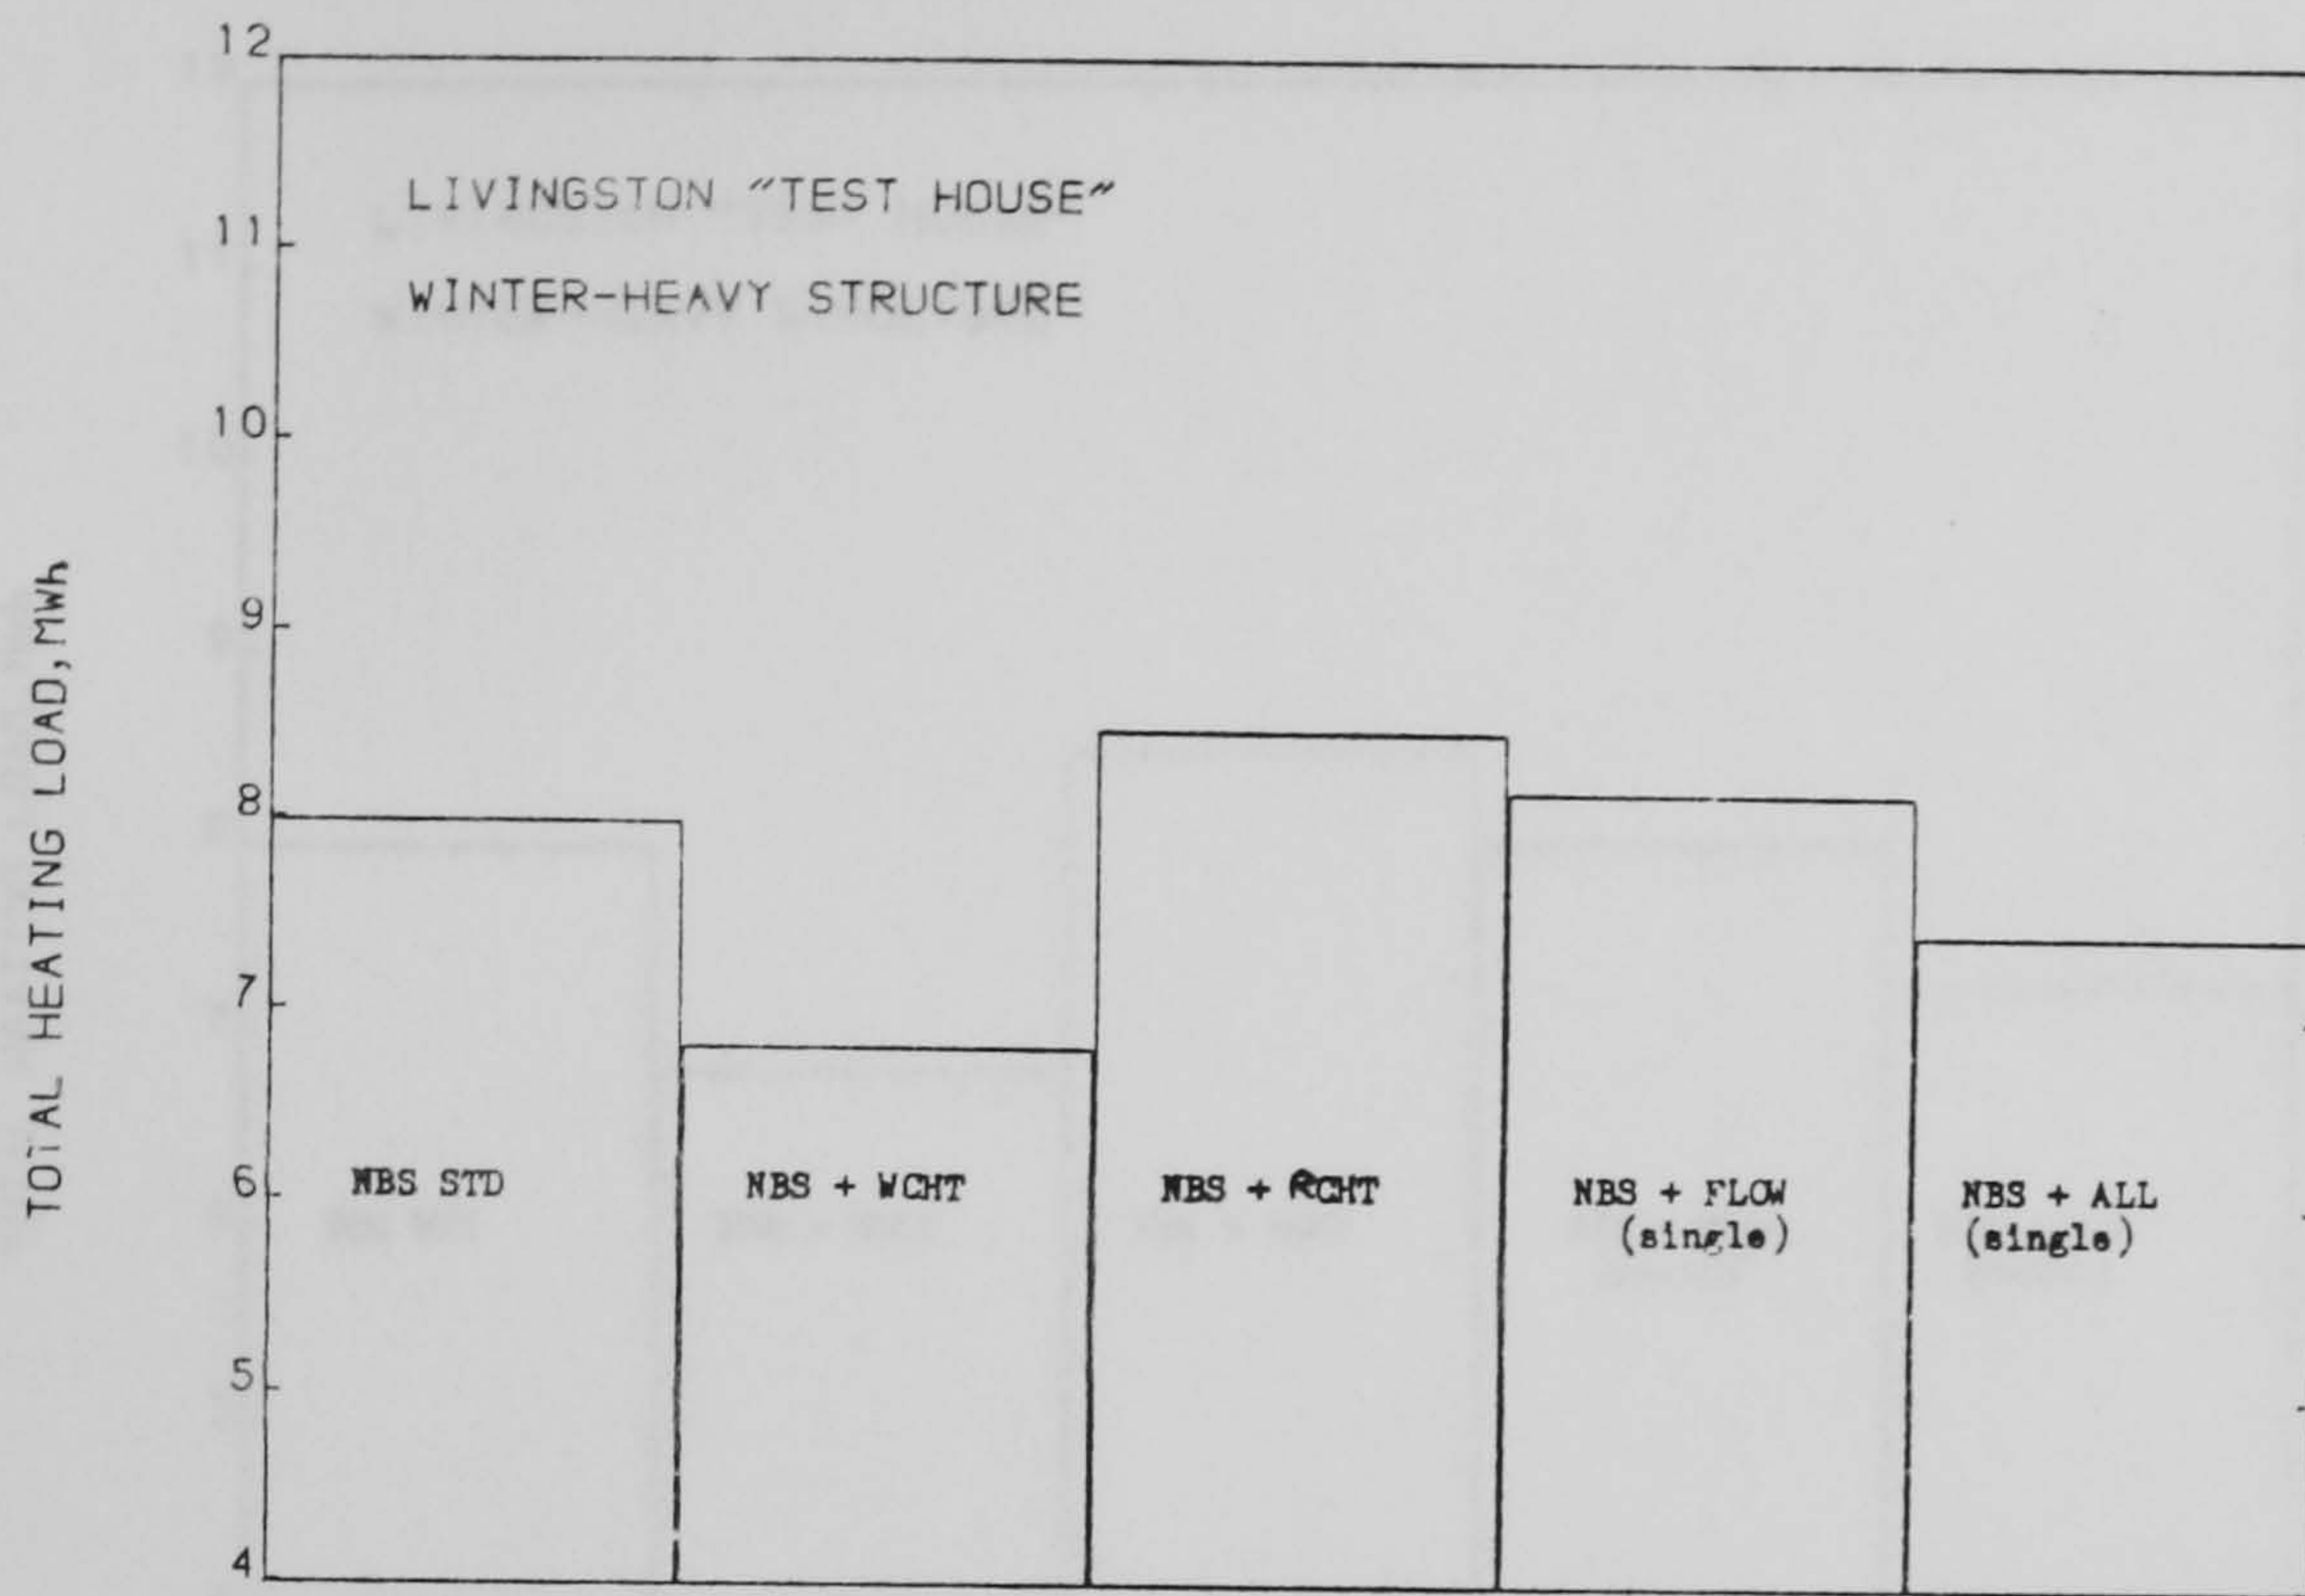 12
LIVINGSTON "TEST HOUSE"
11
WINTER-HEAVY STRUCTURE
10
9
8
7
6
5
4
TOTAL HEATING LOAD, MWh
NBS STD
NBS + WCHT
NBS + RCHT
NBS + FLOW
(single)
NBS + ALL
(single)